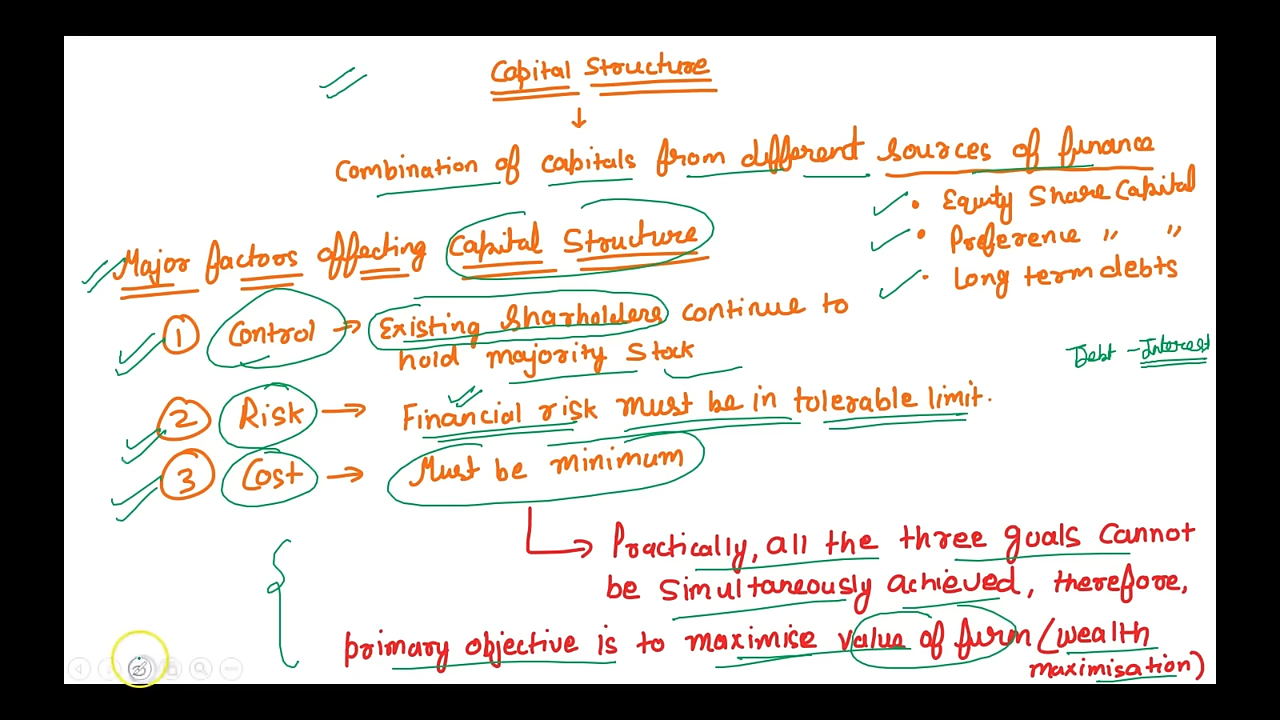 Capital Structure
↓
Combination of capitals from different sources of finance
• Equity Share Capital
• Preference " "
• Long term debts
Major factors affecting Capital Structure
① Control → Existing Sharholders continue to
hold majority Stock
Debt - Interest
② Risk → Financial risk must be in tolerable limit.
③ Cost → Must be minimum
→ Practically, all the three goals Cannot
be simultaneously achieved, therefore,
primary objective is to maximise value of firm (wealth
maximisation)